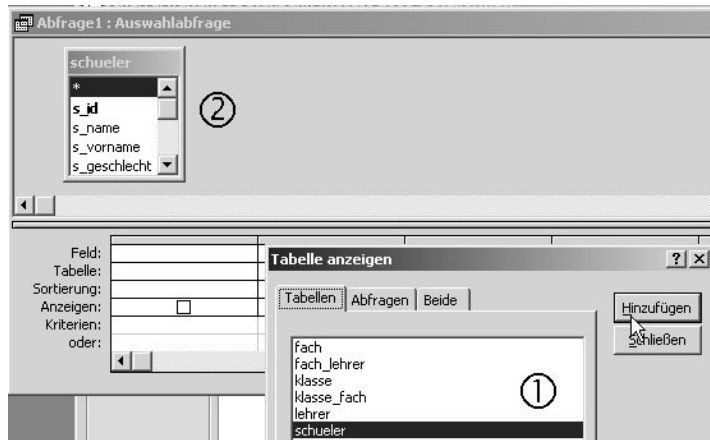 Abfrage1 : Auswahlabfrage
schueler
*
s_id
s_name
s_vorname
s_geschlecht
②
Feld:
Tabelle:
Sortierung:
Anzeigen:
Kriterien:
oder:
Tabelle anzeigen
Tabellen Abfragen Beide
Hinzufügen
Schließen
fach
fach_lehrer
klasse
klasse_fach
lehrer
schueler
①